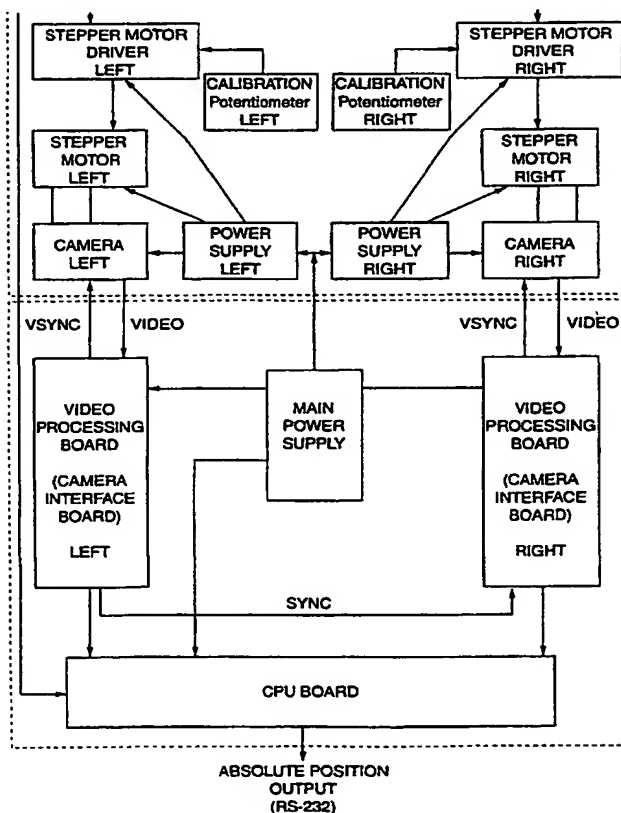 STEPPER MOTOR
DRIVER
LEFT
STEPPER MOTOR
DRIVER
RIGHT
CALIBRATION
Potentiometer
LEFT
CALIBRATION
Potentiometer
RIGHT
STEPPER
MOTOR
LEFT
STEPPER
MOTOR
RIGHT
CAMERA
LEFT
POWER
SUPPLY
LEFT
POWER
SUPPLY
RIGHT
CAMERA
RIGHT
VSYNC
VIDEO
VSYNC
VIDEO
VIDEO
PROCESSING
BOARD
(CAMERA
INTERFACE
BOARD)
LEFT
MAIN
POWER
SUPPLY
VIDEO
PROCESSING
BOARD
(CAMERA
INTERFACE
BOARD)
RIGHT
SYNC
CPU BOARD
ABSOLUTE POSITION
OUTPUT
(RS-232)